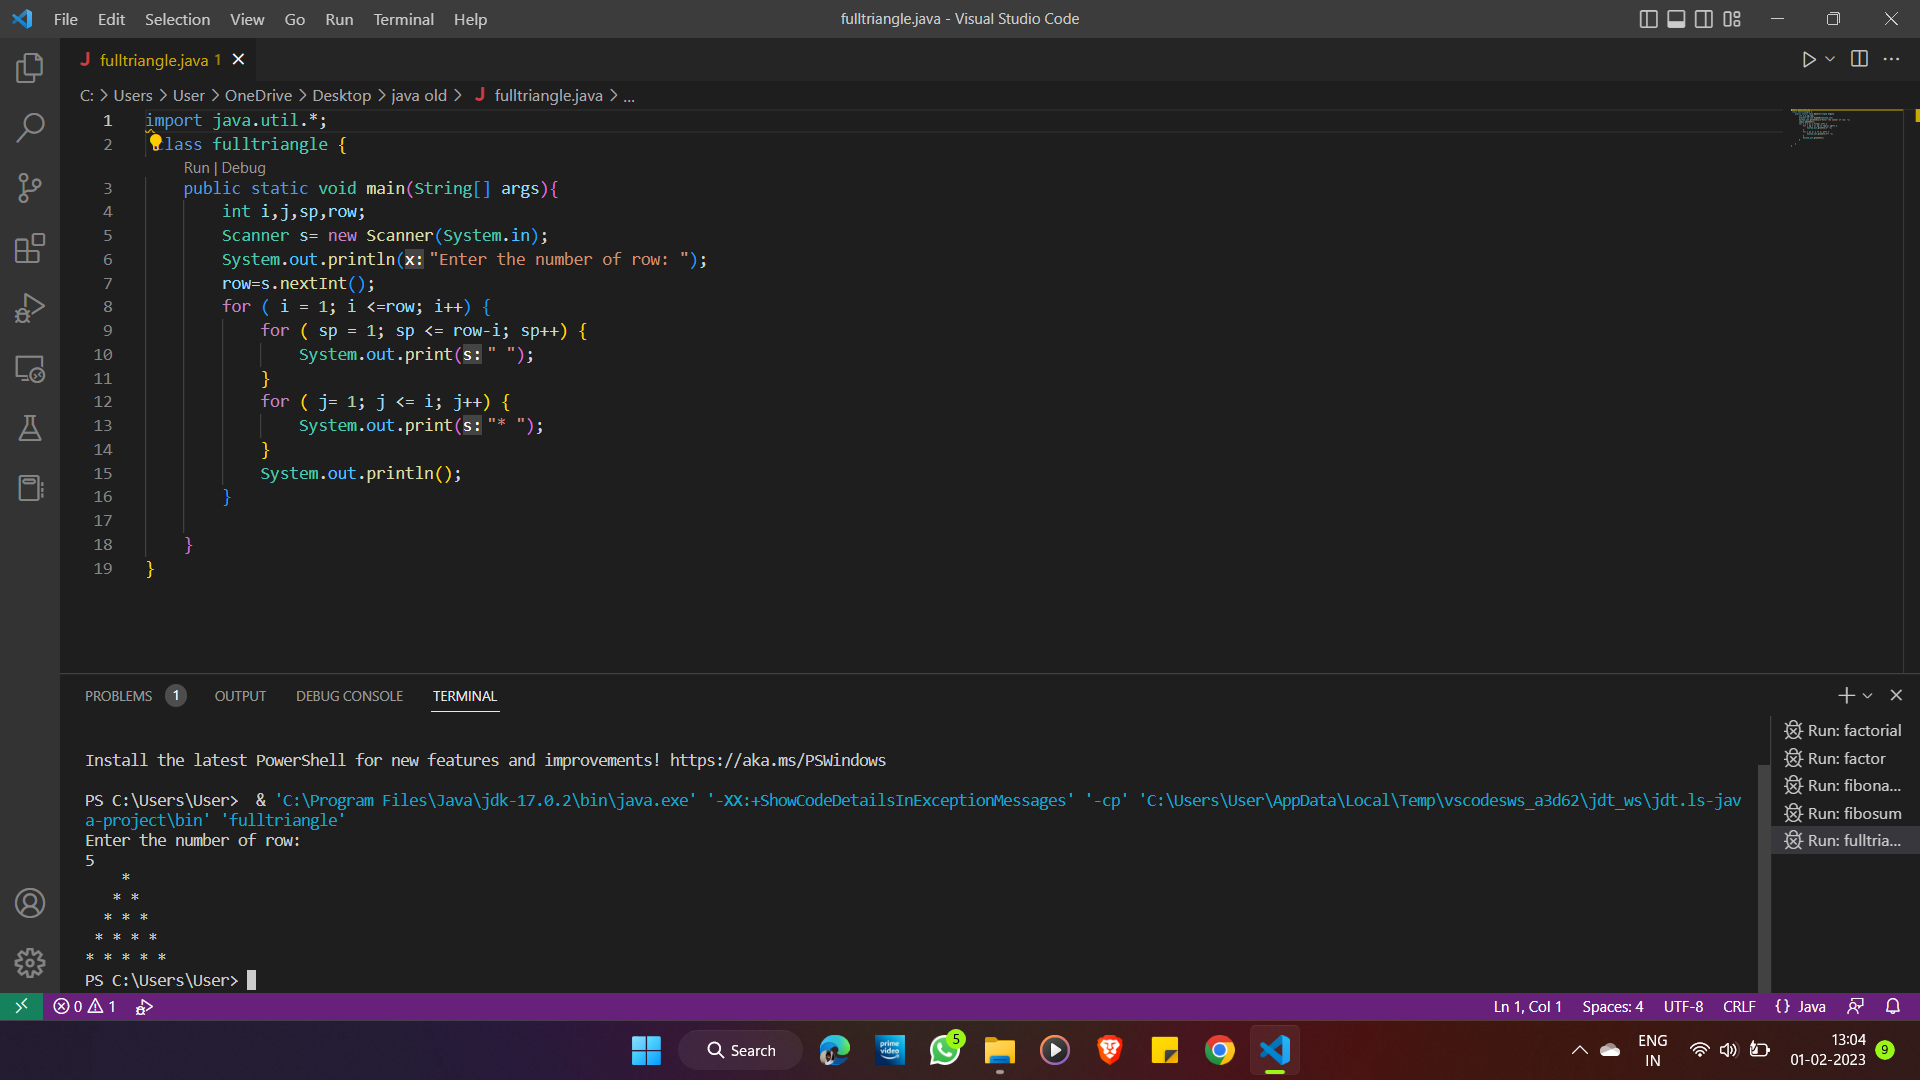 File Edit Selection View Go Run Terminal Help
fulltriangle.java - Visual Studio Code
J fulltriangle.java 1
C: > Users > User > OneDrive > Desktop > java old > J fulltriangle.java > ...
1 import java.util.*;
2 class fulltriangle {
Run | Debug
3 public static void main(String[] args){
4 int i,j,sp,row;
5 Scanner s= new Scanner(System.in);
6 System.out.println(x: "Enter the number of row: ");
7 row=s.nextInt();
8 for ( i = 1; i <=row; i++) {
9 for ( sp = 1; sp <= row-i; sp++) {
10 System.out.print(s: " ");
11 }
12 for ( j= 1; j <= i; j++) {
13 System.out.print(s: "* ");
14 }
15 System.out.println();
16 }
17
18 }
19 }
PROBLEMS 1 OUTPUT DEBUG CONSOLE TERMINAL
Install the latest PowerShell for new features and improvements! https://aka.ms/PSWindows
PS C:\Users\User>  & 'C:\Program Files\Java\jdk-17.0.2\bin\java.exe' '-XX:+ShowCodeDetailsInExceptionMessages' '-cp' 'C:\Users\User\AppData\Local\Temp\vscodesws_a3d62\jdt_ws\jdt.ls-jav
a-project\bin' 'fulltriangle'
Enter the number of row:
5
    *
   * *
  * * *
 * * * *
* * * * *
PS C:\Users\User>
Run: factorial
Run: factor
Run: fibona...
Run: fibosum
Run: fulltria...
0 1
Ln 1, Col 1 Spaces: 4 UTF-8 CRLF {} Java
Search
prime video
5
ENG
IN
13:04
01-02-2023
9